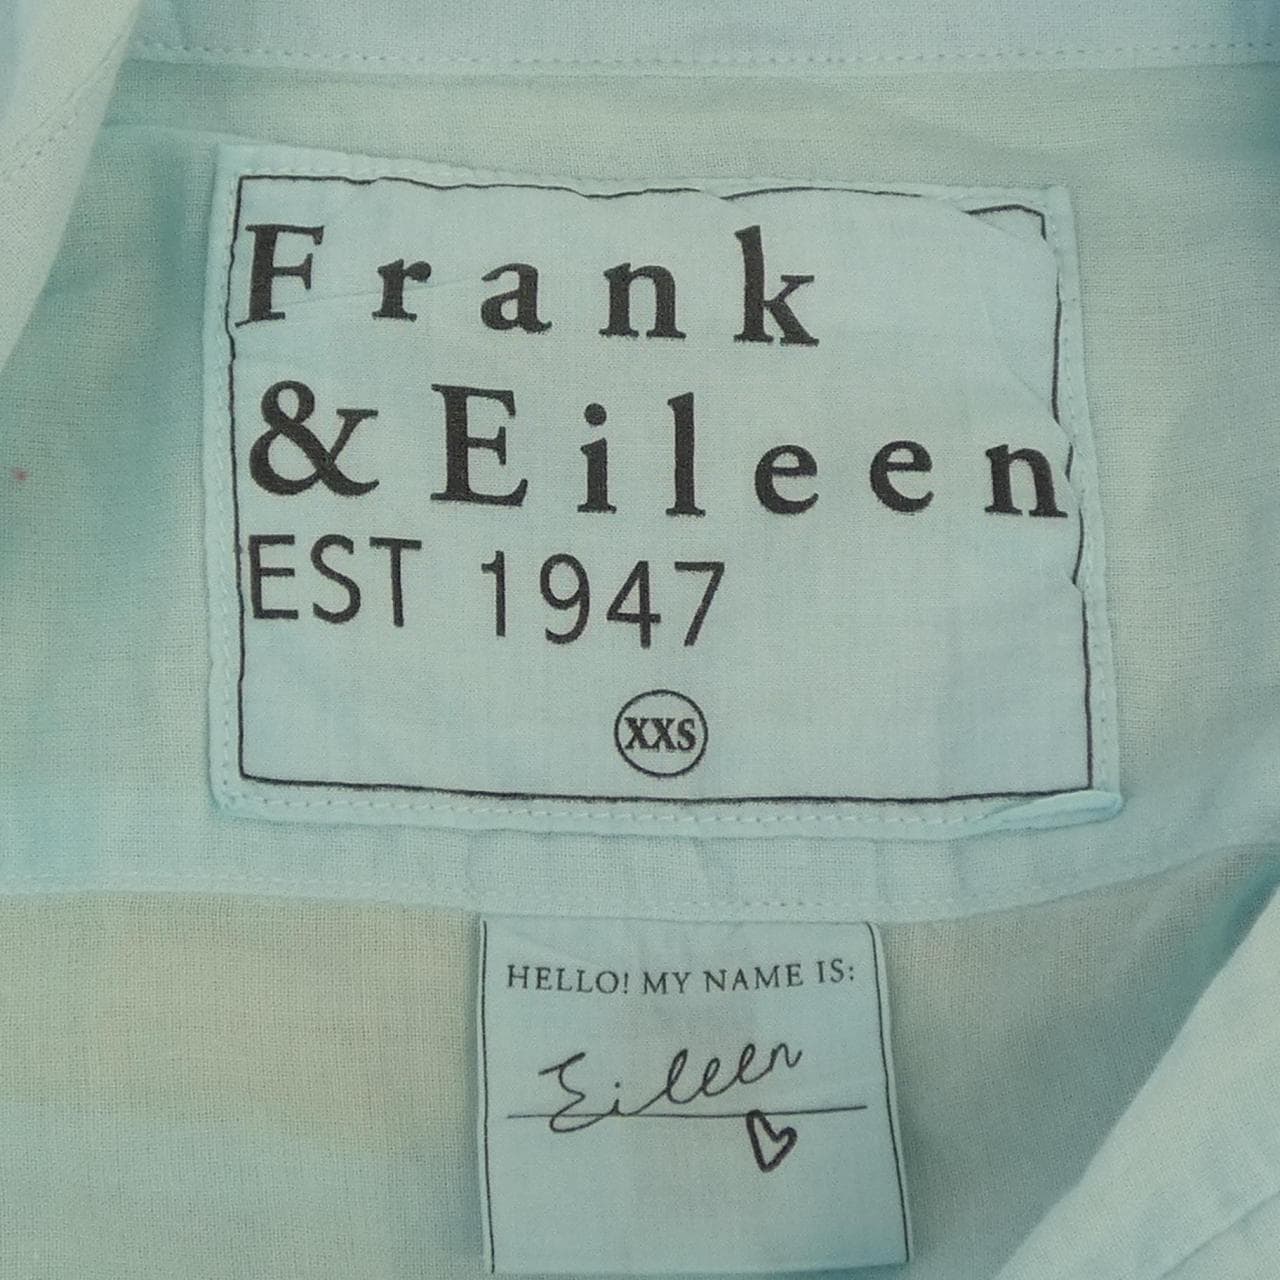 Frank
& Eileen
EST 1947
XXS
HELLO! MY NAME IS:
Eileen